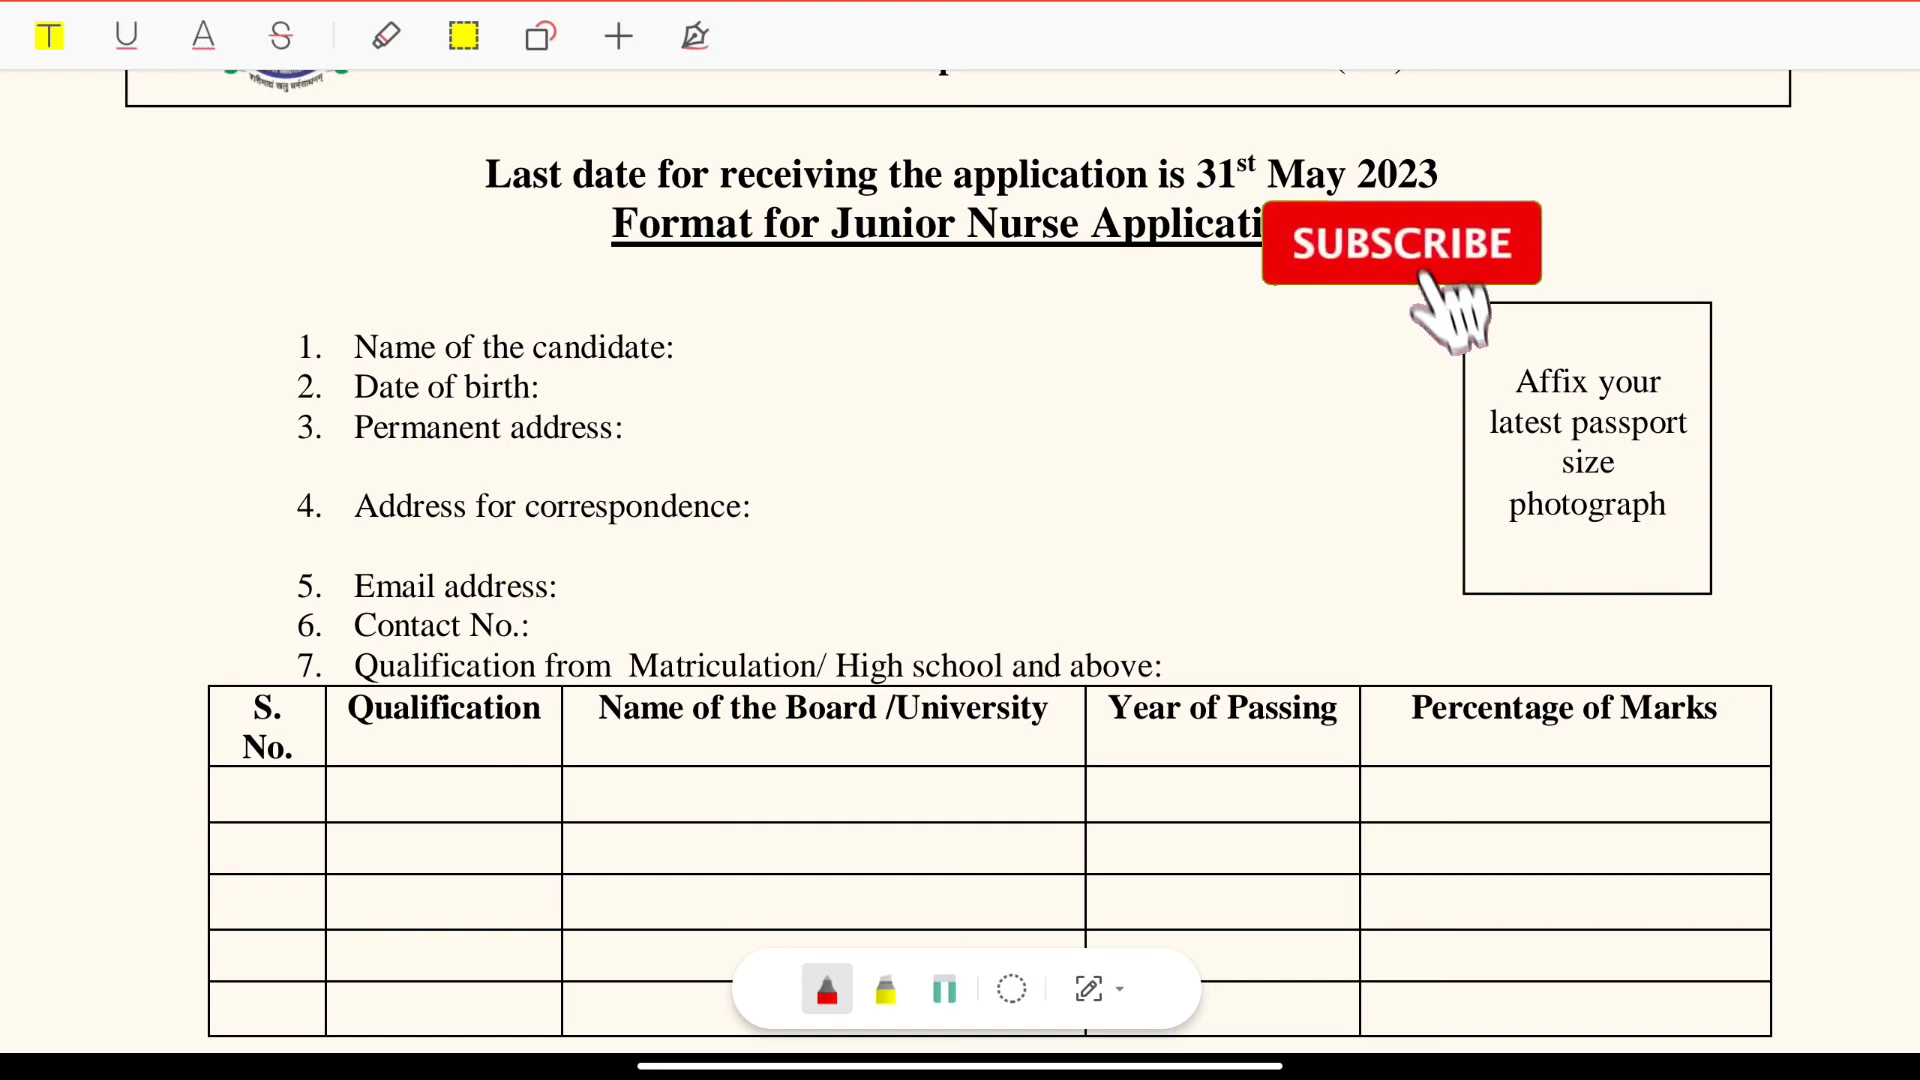 Last date for receiving the application is 31st May 2023
Format for Junior Nurse Applicati
SUBSCRIBE
1. Name of the candidate:
2. Date of birth:
3. Permanent address:
4. Address for correspondence:
5. Email address:
6. Contact No.:
7. Qualification from Matriculation/ High school and above:
Affix your
latest passport
size
photograph
S. No. Qualification Name of the Board /University Year of Passing Percentage of Marks